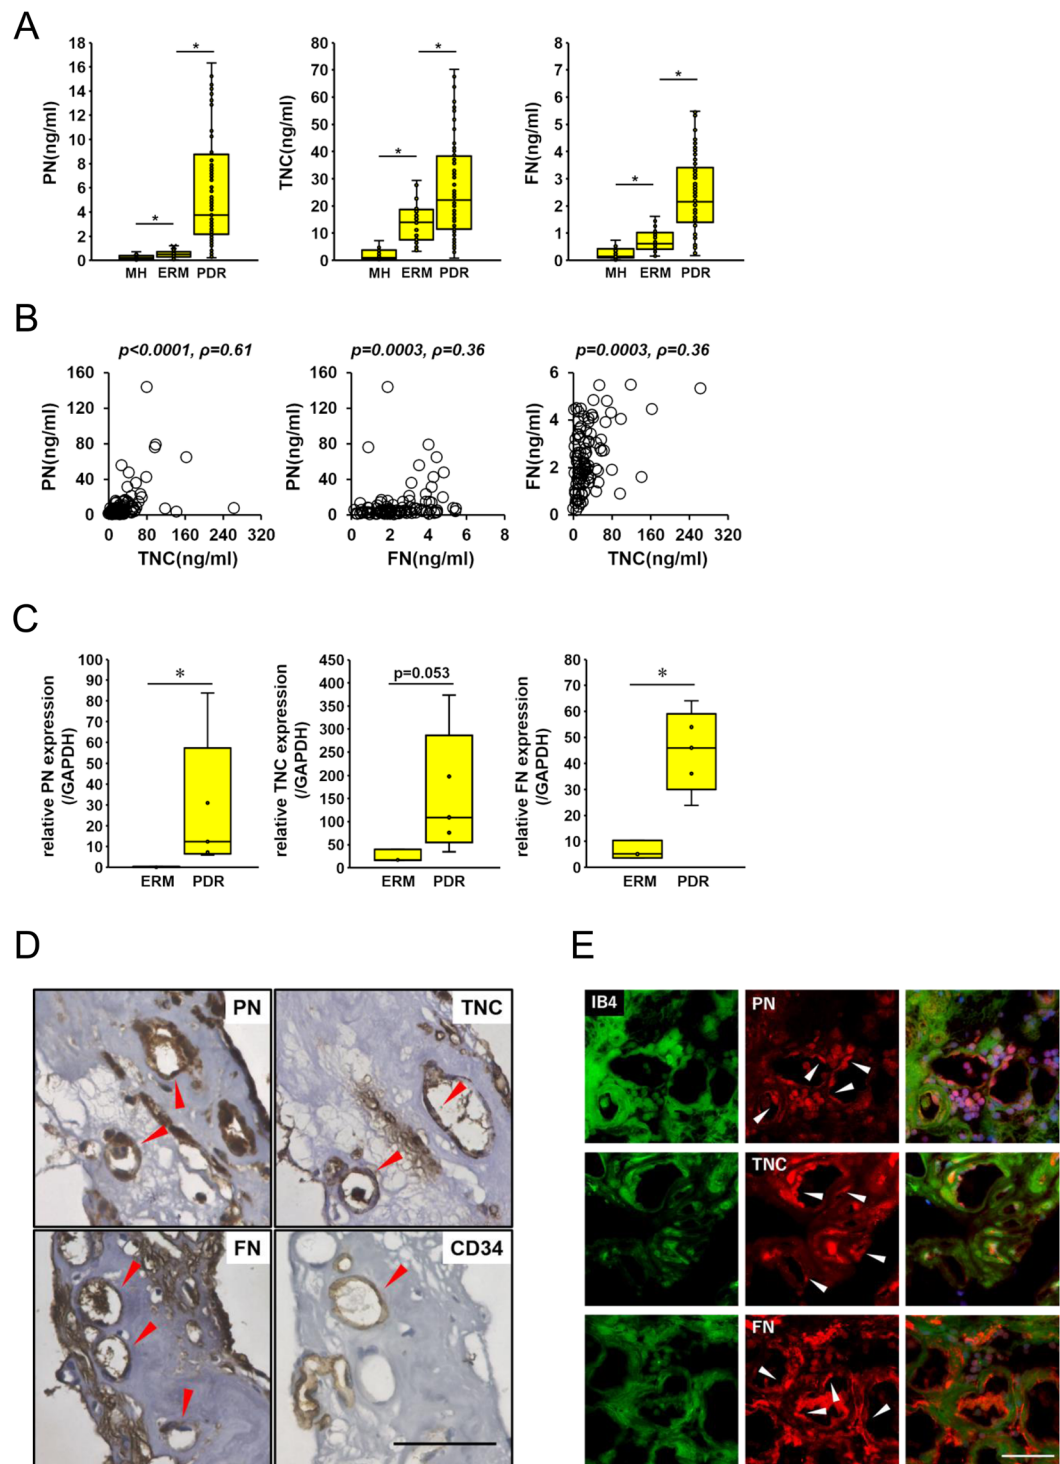 A
PN(ng/ml)
18
16
14
12
10
8
6
4
2
0
*
*
MH ERM PDR
TNC(ng/ml)
80
70
60
50
40
30
20
10
0
*
*
MH ERM PDR
FN(ng/ml)
8
7
6
5
4
3
2
1
0
*
*
MH ERM PDR
B
p<0.0001, ρ=0.61
PN(ng/ml)
160
120
80
40
0
0 80 160 240 320
TNC(ng/ml)
p=0.0003, ρ=0.36
PN(ng/ml)
160
120
80
40
0
0 2 4 6 8
FN(ng/ml)
p=0.0003, ρ=0.36
FN(ng/ml)
6
4
2
0
0 80 160 240 320
TNC(ng/ml)
C
relative PN expression
(/GAPDH)
100
90
80
70
60
50
40
30
20
10
0
*
ERM PDR
relative TNC expression
(/GAPDH)
450
400
350
300
250
200
150
100
50
0
p=0.053
ERM PDR
relative FN expression
(/GAPDH)
80
70
60
50
40
30
20
10
0
*
ERM PDR
D
PN
TNC
FN
CD34
E
IB4
PN
TNC
FN